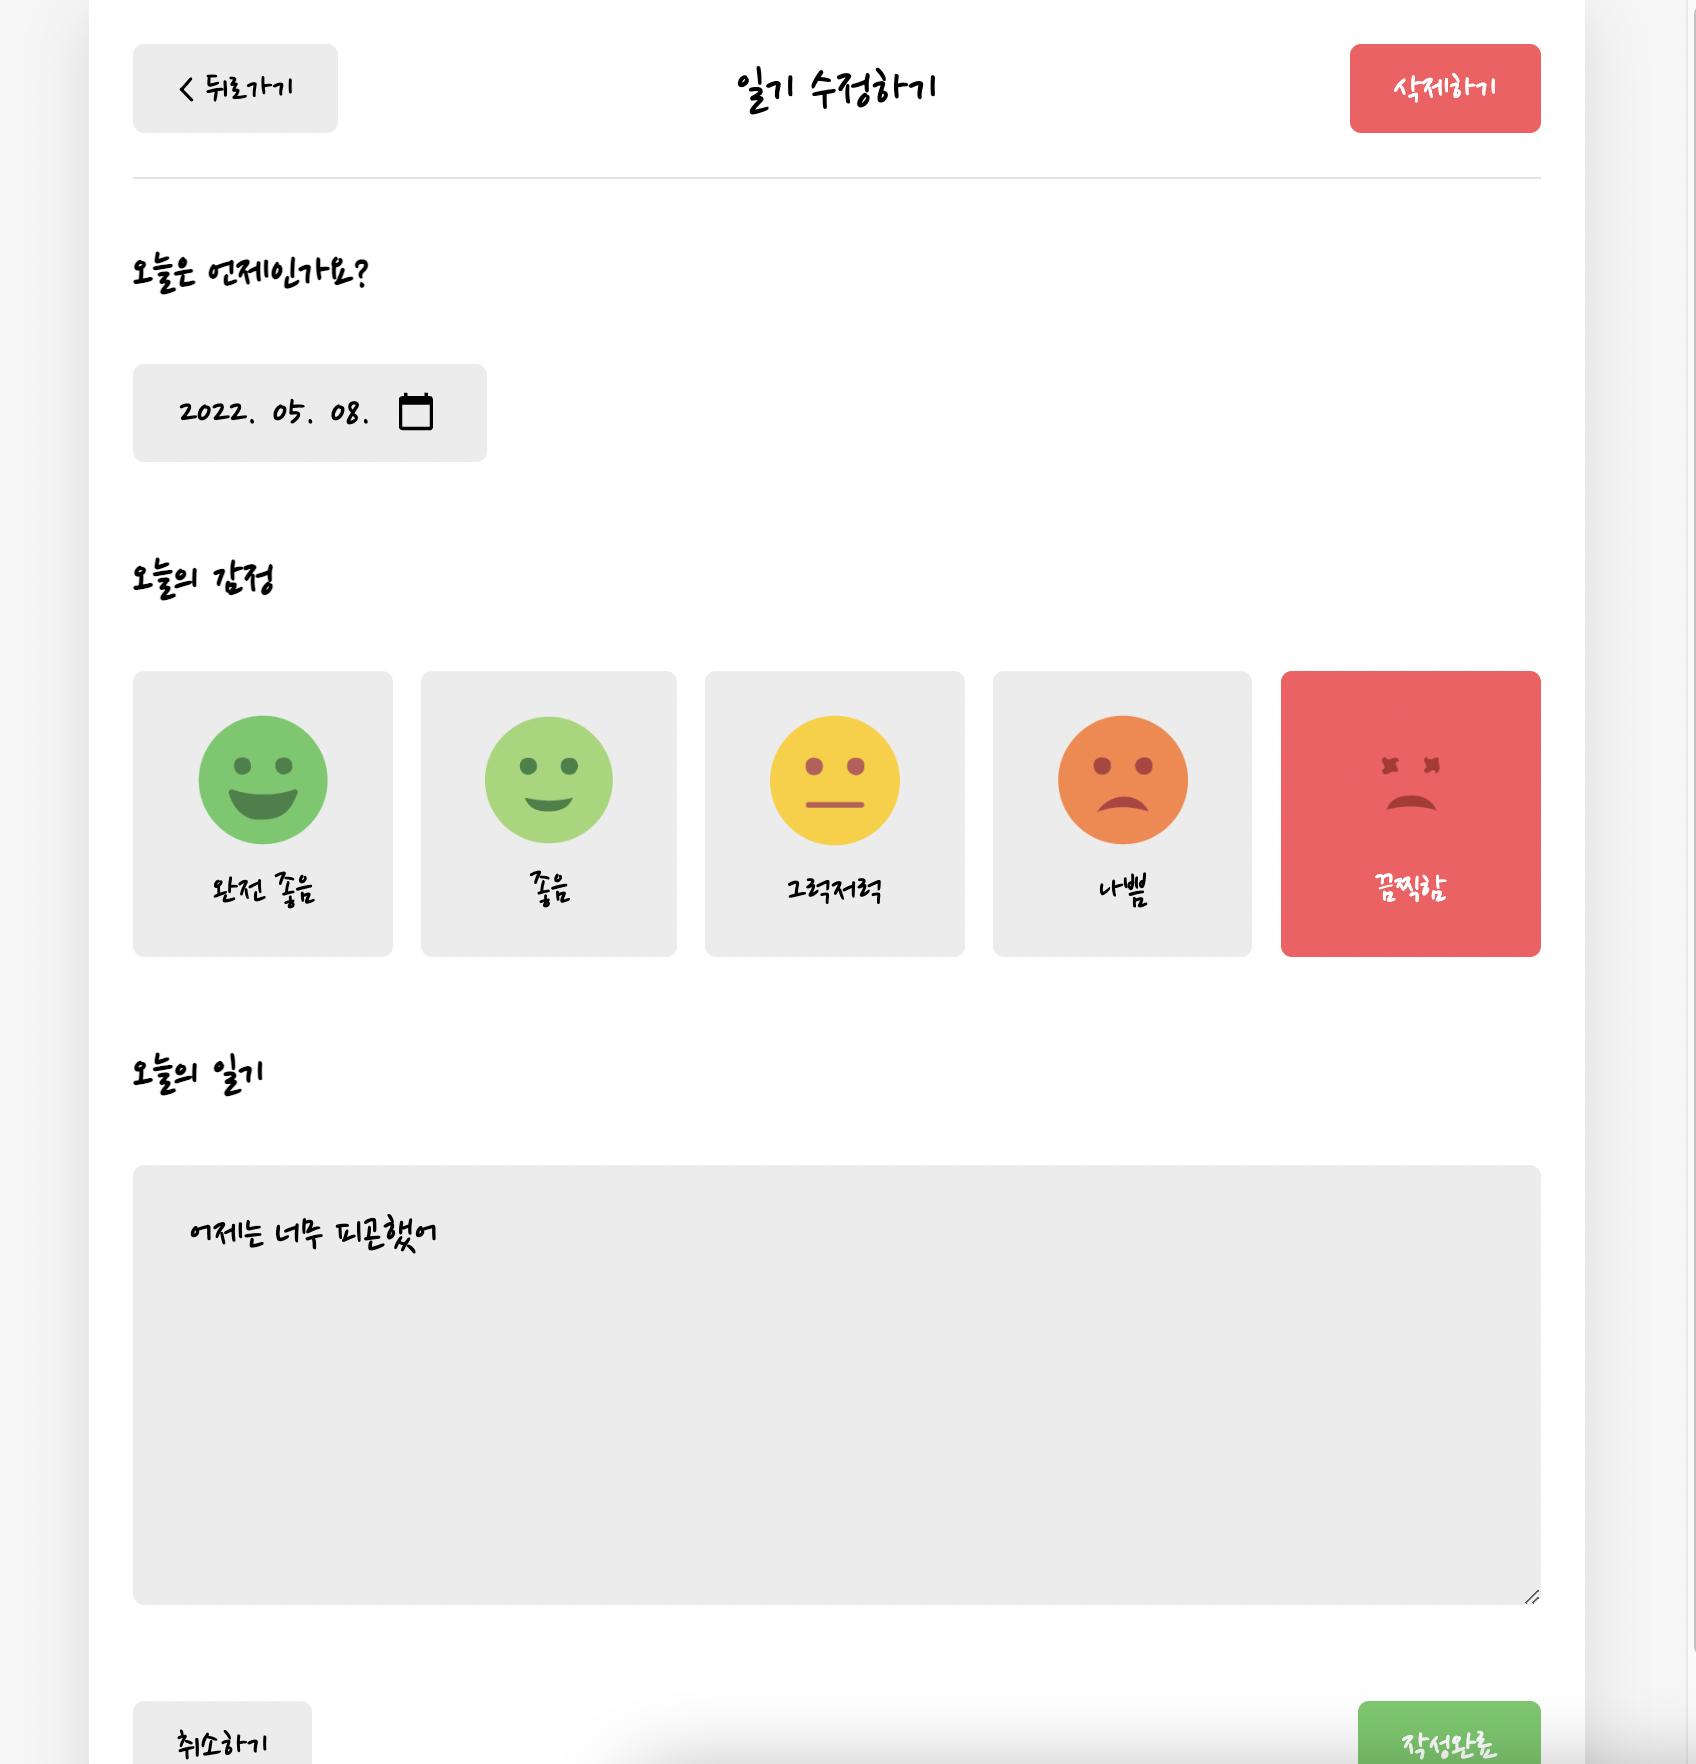 < 뒤로가기
일기 수정하기
삭제하기
오늘은 언제인가요?
2022. 05. 08.
오늘의 감정
완전 좋음
좋음
그럭저럭
나쁨
끔찍함
오늘의 일기
어제는 너무 피곤했어
취소하기
작성완료